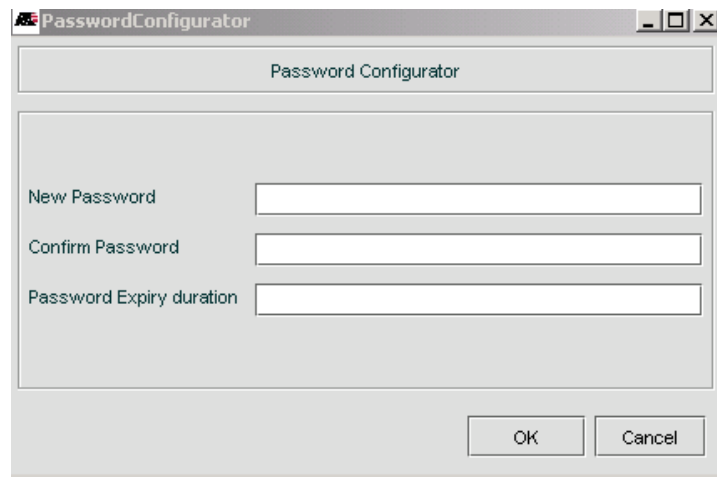 PasswordConfigurator
Password Configurator
New Password
Confirm Password
Password Expiry duration
OK
Cancel